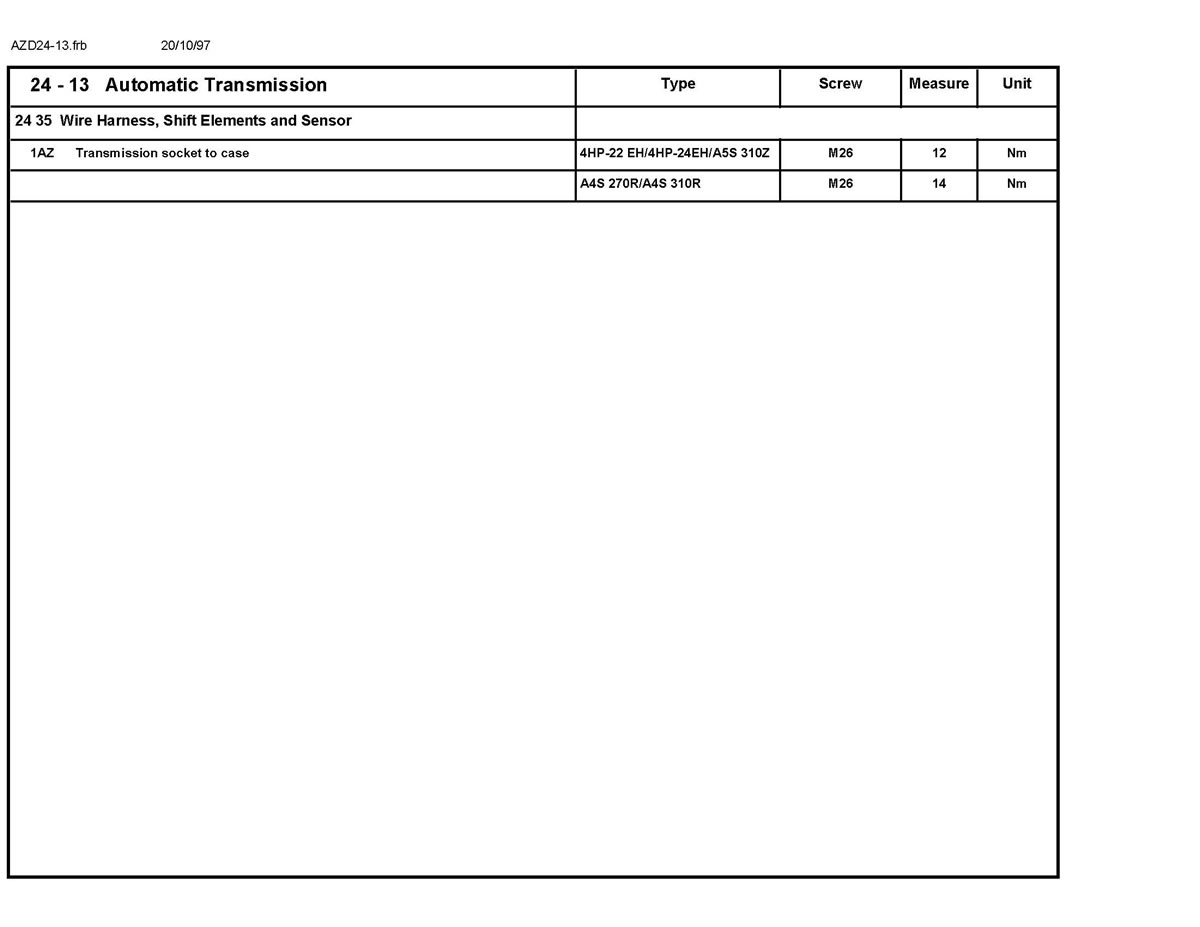 AZD24-13.frb 20/10/97
24 - 13 Automatic Transmission Type Screw Measure Unit
24 35 Wire Harness, Shift Elements and Sensor
1AZ Transmission socket to case 4HP-22 EH/4HP-24EH/A5S 310Z M26 12 Nm
A4S 270R/A4S 310R M26 14 Nm